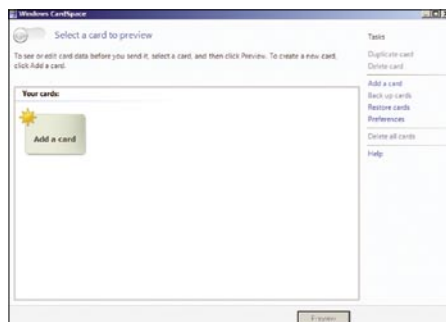 Windows CardSpace
Select a card to preview
To see or edit card data before you send it, select a card, and then click Preview. To create a new card,
click Add a card.
Your cards:
Add a card
Tasks
Duplicate card
Delete card
Add a card
Back up cards
Restore cards
Preferences
Delete all cards
Help
Preview